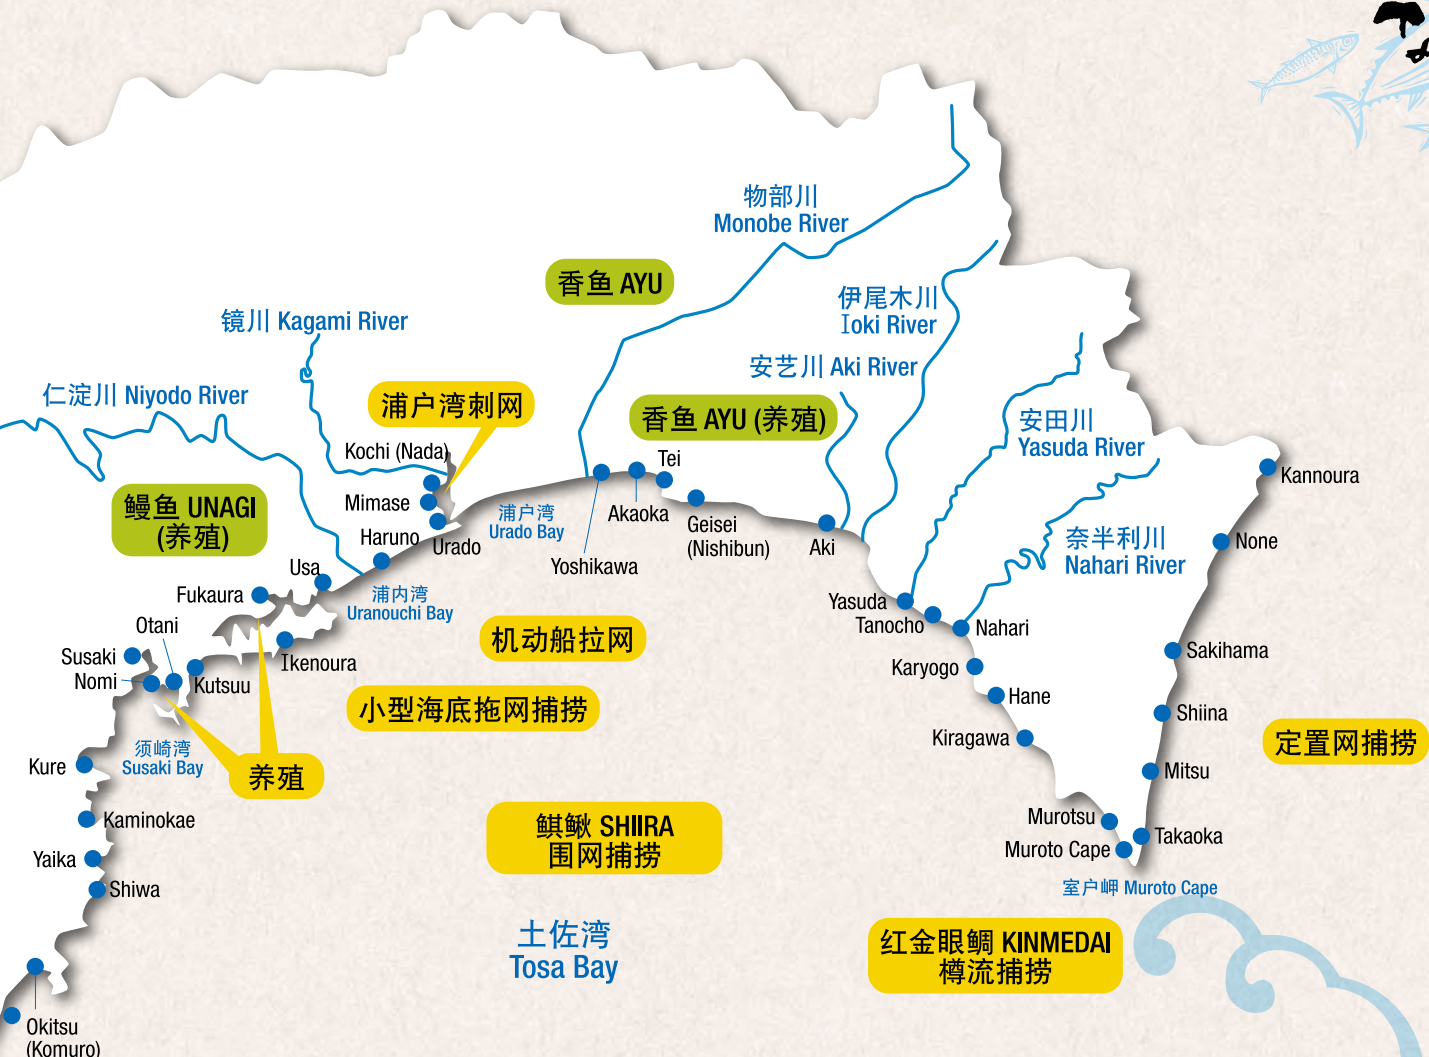 物部川
Monobe River
香鱼 AYU
伊尾木川
Ioki River
镜川 Kagami River
安艺川 Aki River
仁淀川 Niyodo River
浦户湾刺网
香鱼 AYU (养殖)
安田川
Yasuda River
Kochi (Nada)
Tei
Kannoura
鳗鱼 UNAGI
(养殖)
Mimase
浦户湾
Urado Bay
Akaoka
Geisei
(Nishibun)
Haruno
Urado
Aki
奈半利川
Nahari River
None
Usa
Yoshikawa
Fukaura
浦内湾
Uranouchi Bay
Yasuda
Tanocho
Nahari
Otani
机动船拉网
Susaki
Nomi
Kutsuu
Ikenoura
Karyogo
Sakihama
小型海底拖网捕捞
Hane
Shiina
Kiragawa
定置网捕捞
须崎湾
Susaki Bay
Kure
养殖
Mitsu
Kaminokae
鯕鳅 SHIIRA
围网捕捞
Murotsu
Takaoka
Yaika
Muroto Cape
Shiwa
室户岬 Muroto Cape
土佐湾
Tosa Bay
红金眼鲷 KINMEDAI
樽流捕捞
Okitsu
(Komuro)